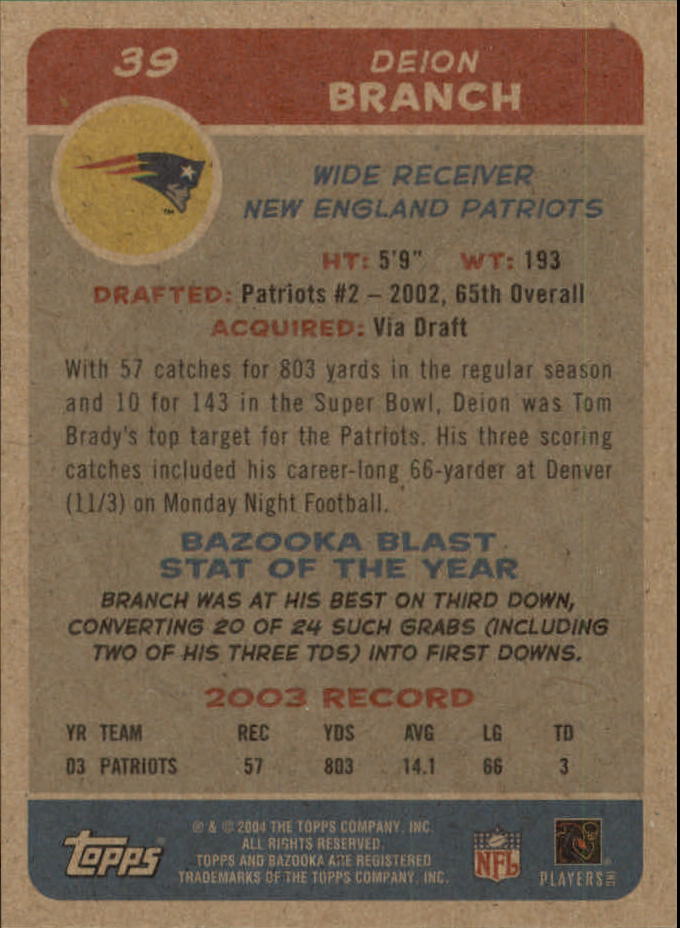 39
DEION
BRANCH
WIDE RECEIVER
NEW ENGLAND PATRIOTS
TM
HT: 5'9" WT: 193
DRAFTED: Patriots #2 – 2002, 65th Overall
ACQUIRED: Via Draft
With 57 catches for 803 yards in the regular season
and 10 for 143 in the Super Bowl, Deion was Tom
Brady's top target for the Patriots. His three scoring
catches included his career-long 66-yarder at Denver
(11/3) on Monday Night Football.
BAZOOKA BLAST
STAT OF THE YEAR
BRANCH WAS AT HIS BEST ON THIRD DOWN,
CONVERTING 20 OF 24 SUCH GRABS (INCLUDING
TWO OF HIS THREE TDS) INTO FIRST DOWNS.
2003 RECORD
YR TEAM REC YDS AVG LG TD
03 PATRIOTS 57 803 14.1 66 3
topps
® & © 2004 THE TOPPS COMPANY, INC.
ALL RIGHTS RESERVED.
TOPPS AND BAZOOKA ARE REGISTERED
TRADEMARKS OF THE TOPPS COMPANY, INC.
NFL
PLAYERS INC